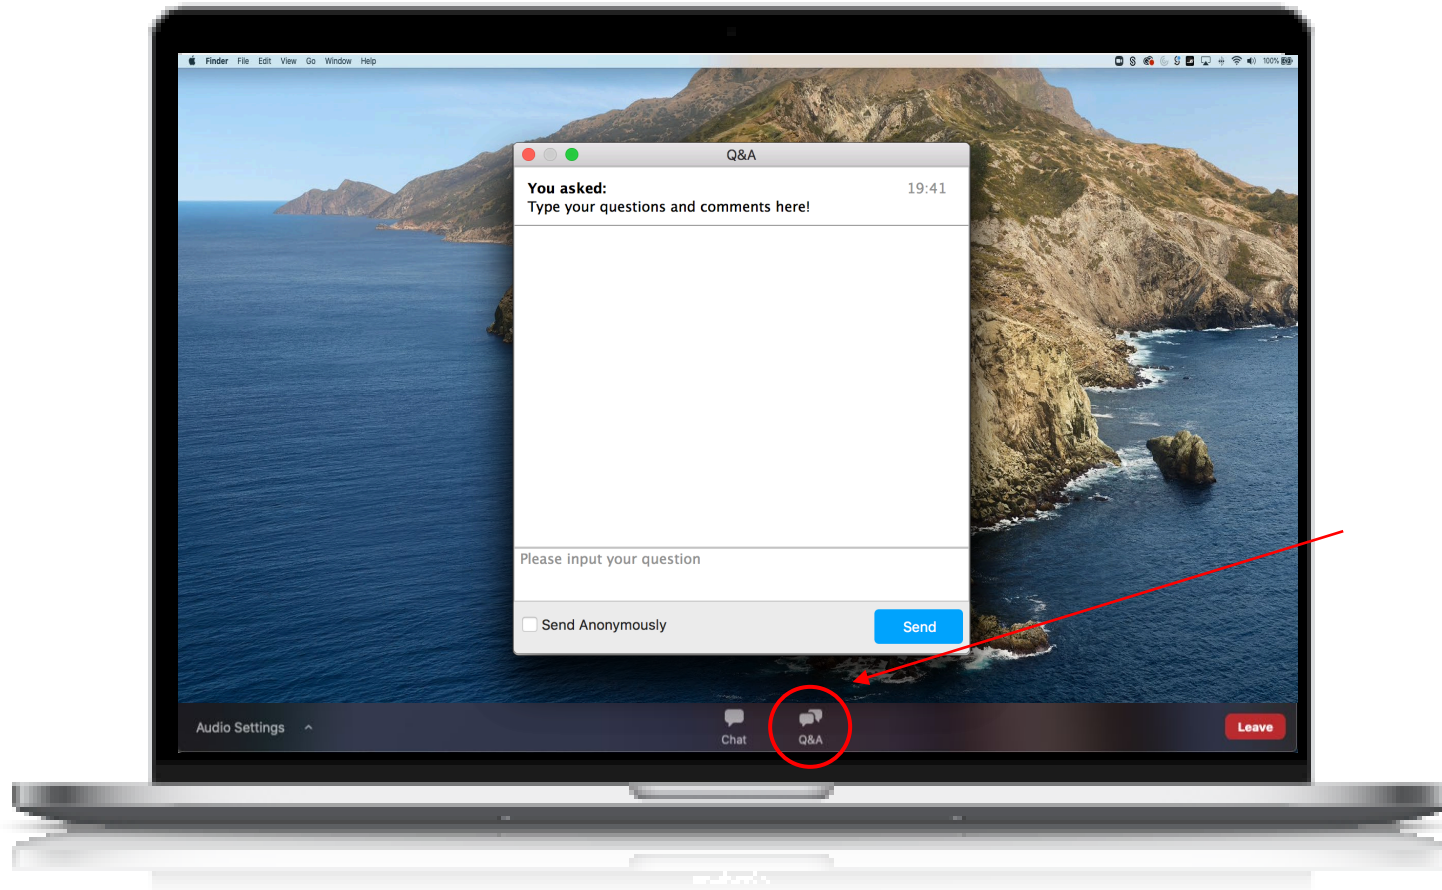 Finder File Edit View Go Window Help
100%
Q&A
You asked:
19:41
Type your questions and comments here!
Please input your question
Send Anonymously
Send
Audio Settings
Chat
Q&A
Leave